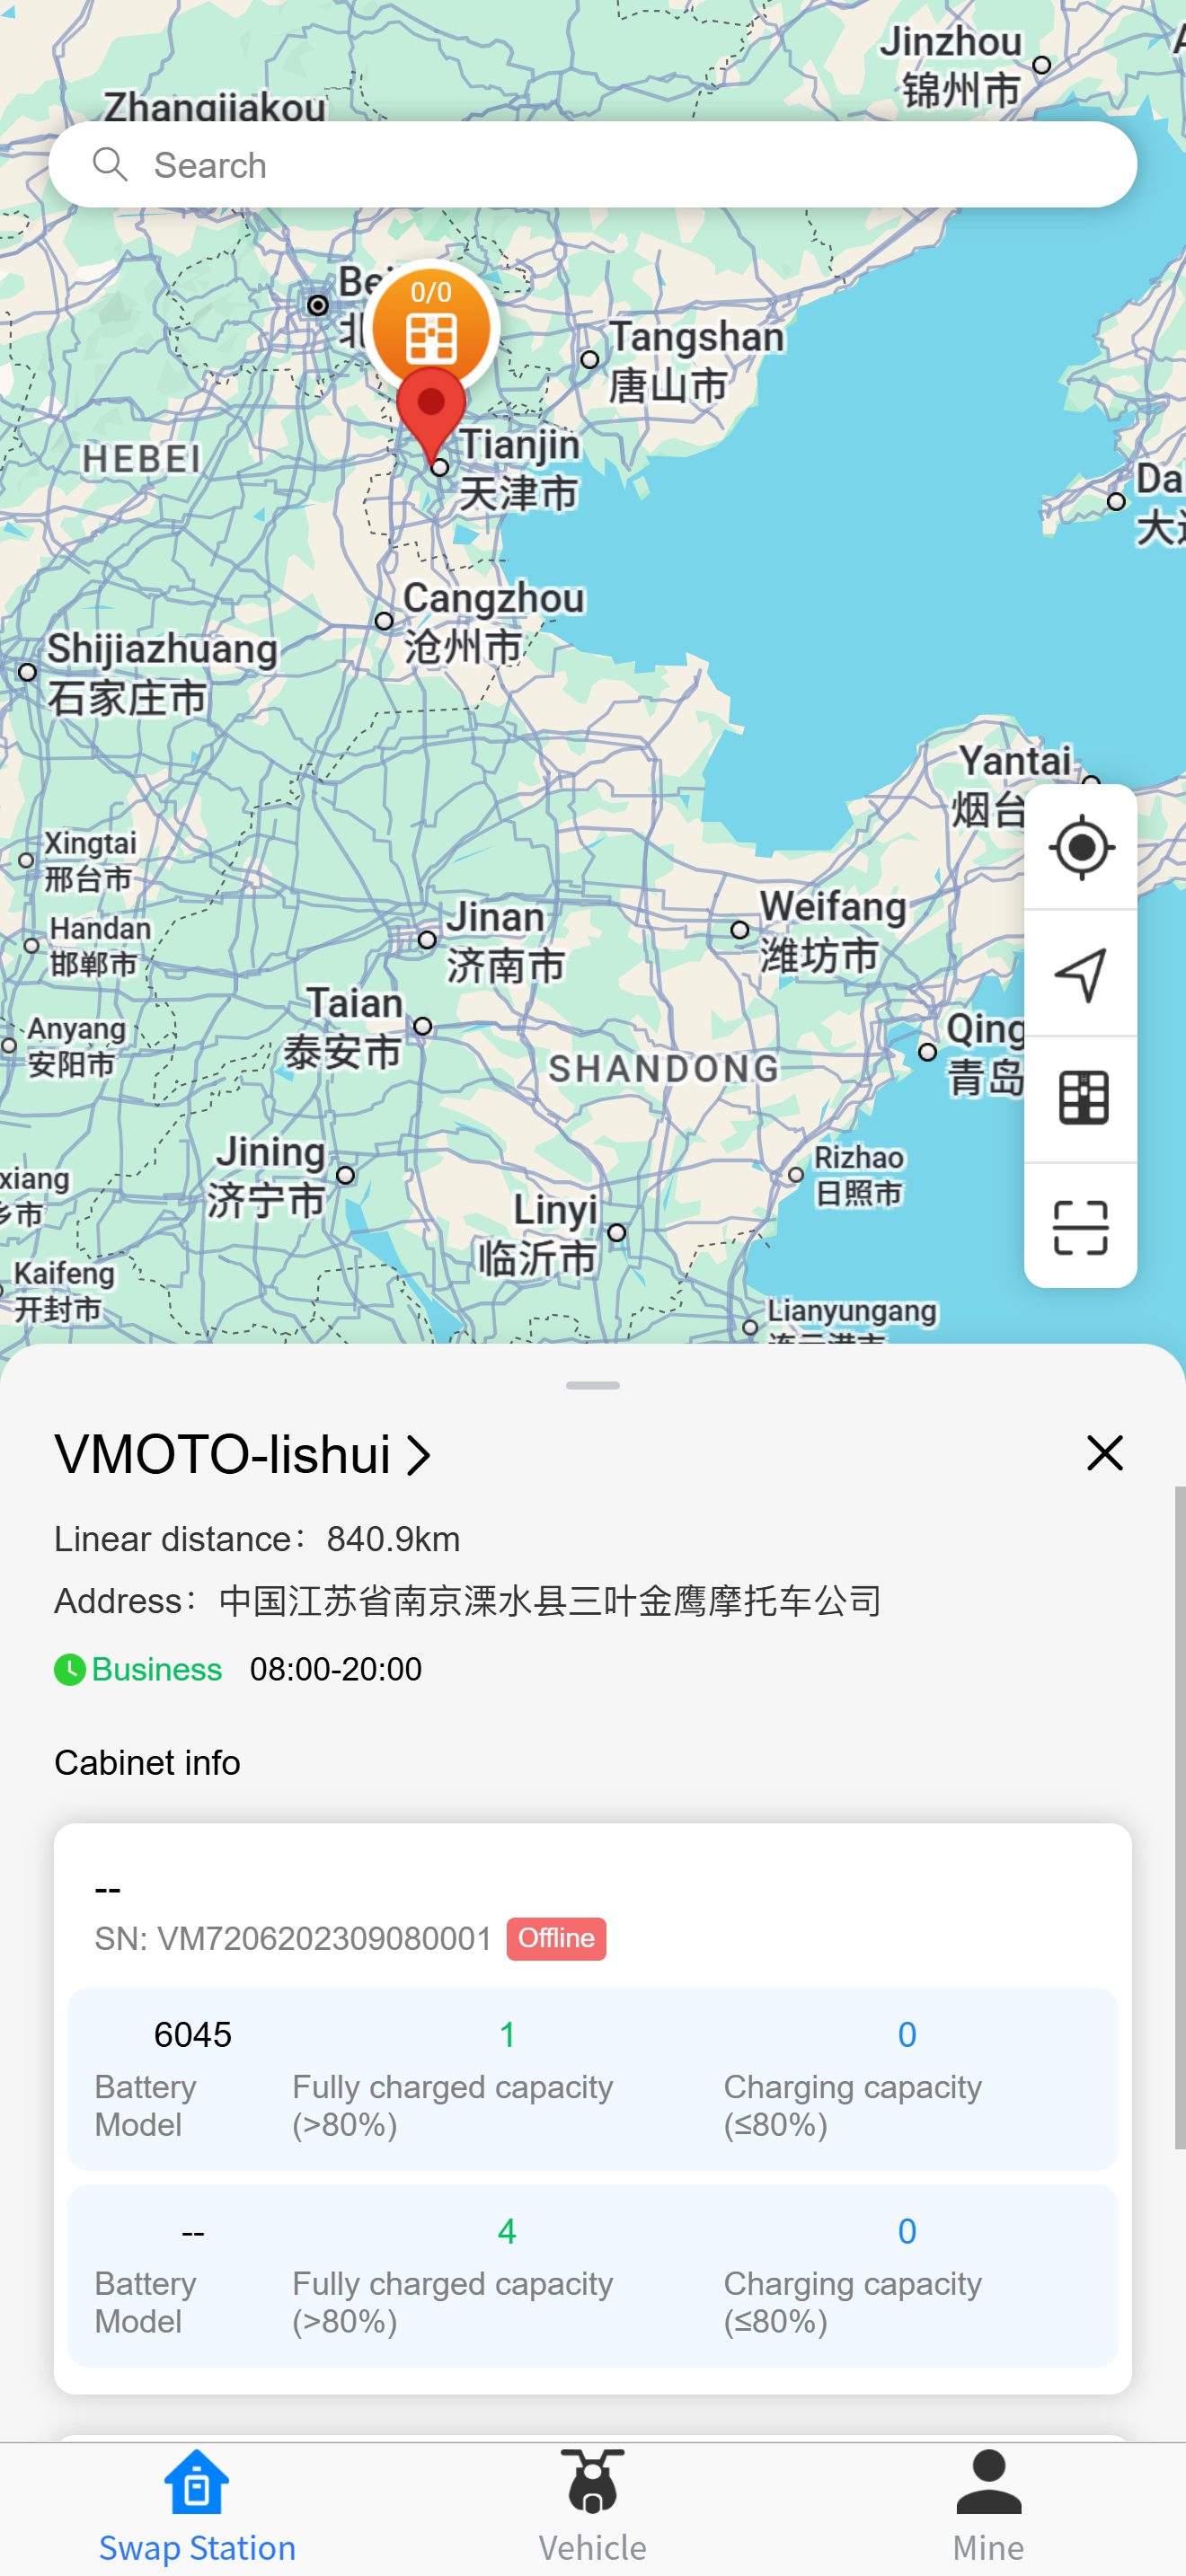 Jinzhou
锦州市
Zhangjiakou
Search
0/0
Tangshan
唐山市
HEBEI
Tianjin
天津市
Cangzhou
沧州市
Shijiazhuang
石家庄市
Yantai
烟台
Xingtai
邢台市
Handan
邯郸市
Jinan
济南市
Weifang
潍坊市
Anyang
安阳市
Taian
泰安市
SHANDONG
Qing
青岛
Jining
济宁市
Rizhao
日照市
xiang
乡市
Linyi
临沂市
Kaifeng
开封市
Lianyungang
VMOTO-lishui
Linear distance：840.9km
Address：中国江苏省南京溧水县三叶金鹰摩托车公司
Business 08:00-20:00
Cabinet info
--
SN: VM7206202309080001 Offline
6045 1 0
Battery Fully charged capacity Charging capacity
Model (>80%) (≤80%)
-- 4 0
Battery Fully charged capacity Charging capacity
Model (>80%) (≤80%)
Swap Station Vehicle Mine